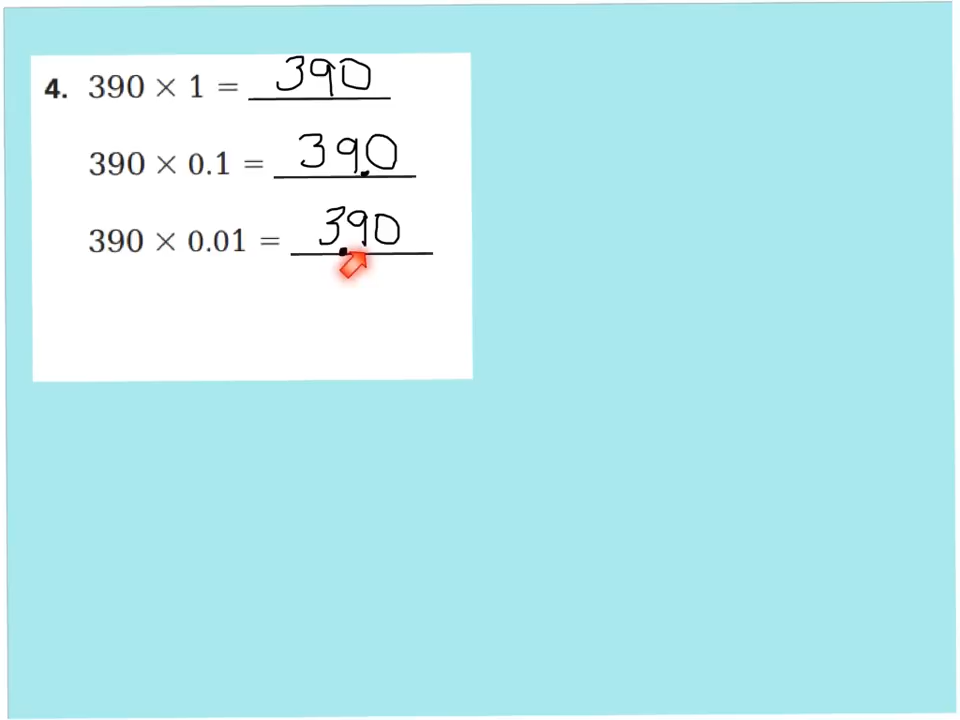 4. 390 × 1 = 390
390 × 0.1 = 39.0
390 × 0.01 = 3.90